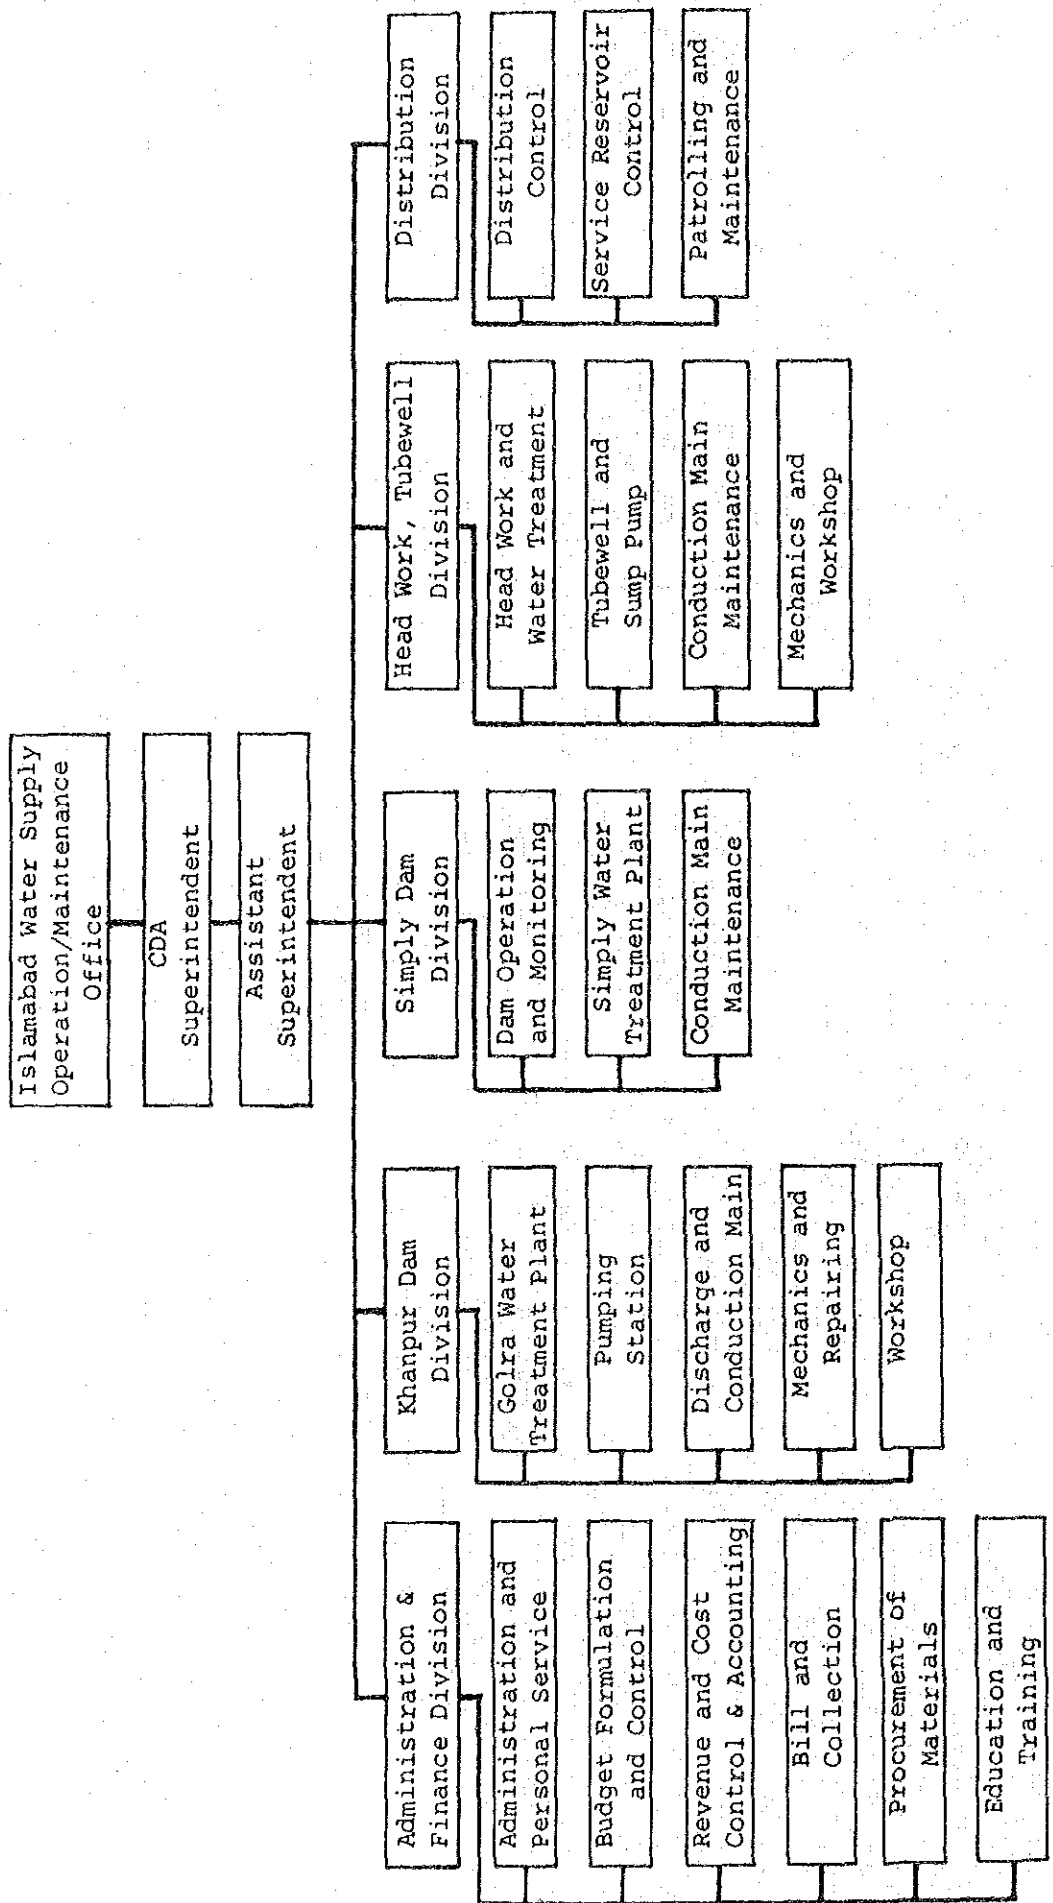 Islamabad Water Supply
Operation/Maintenance
Office
CDA
Superintendent
Assistant
Superintendent
Administration &
Finance Division
Administration and
Personal Service
Budget Formulation
and Control
Revenue and Cost
Control & Accounting
Bill and
Collection
Procurement of
Materials
Education and
Training
Khanpur Dam
Division
Golra Water
Treatment Plant
Pumping
Station
Discharge and
Conduction Main
Mechanics and
Repairing
Workshop
Simply Dam
Division
Dam Operation
and Monitoring
Simply Water
Treatment Plant
Conduction Main
Maintenance
Head Work, Tubewell
Division
Head Work and
Water Treatment
Tubewell and
Sump Pump
Conduction Main
Maintenance
Mechanics and
Workshop
Distribution
Division
Distribution
Control
Service Reservoir
Control
Patrolling and
Maintenance